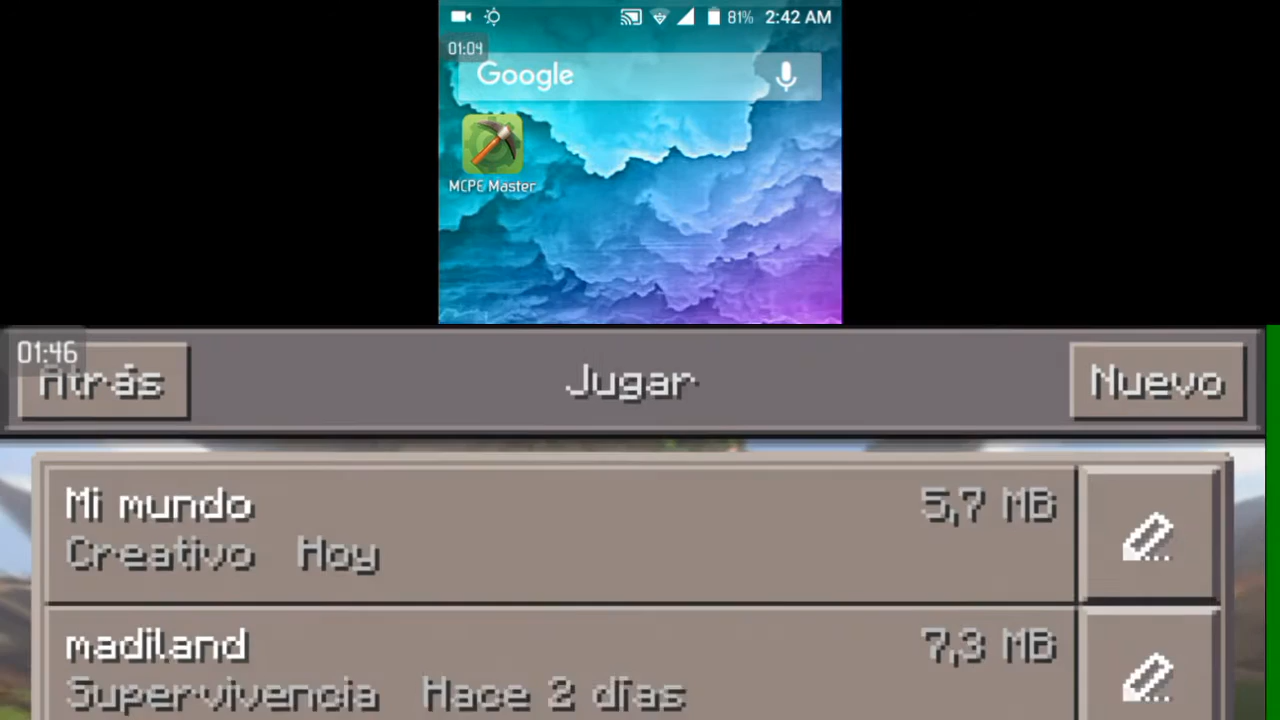 81% 2:42 AM
01:04
Google
MCPE Master
01:46
Atrás
Jugar
Nuevo
Mi mundo
5,7 MB
Creativo Hoy
madiland
7,3 MB
Supervivencia Hace 2 días